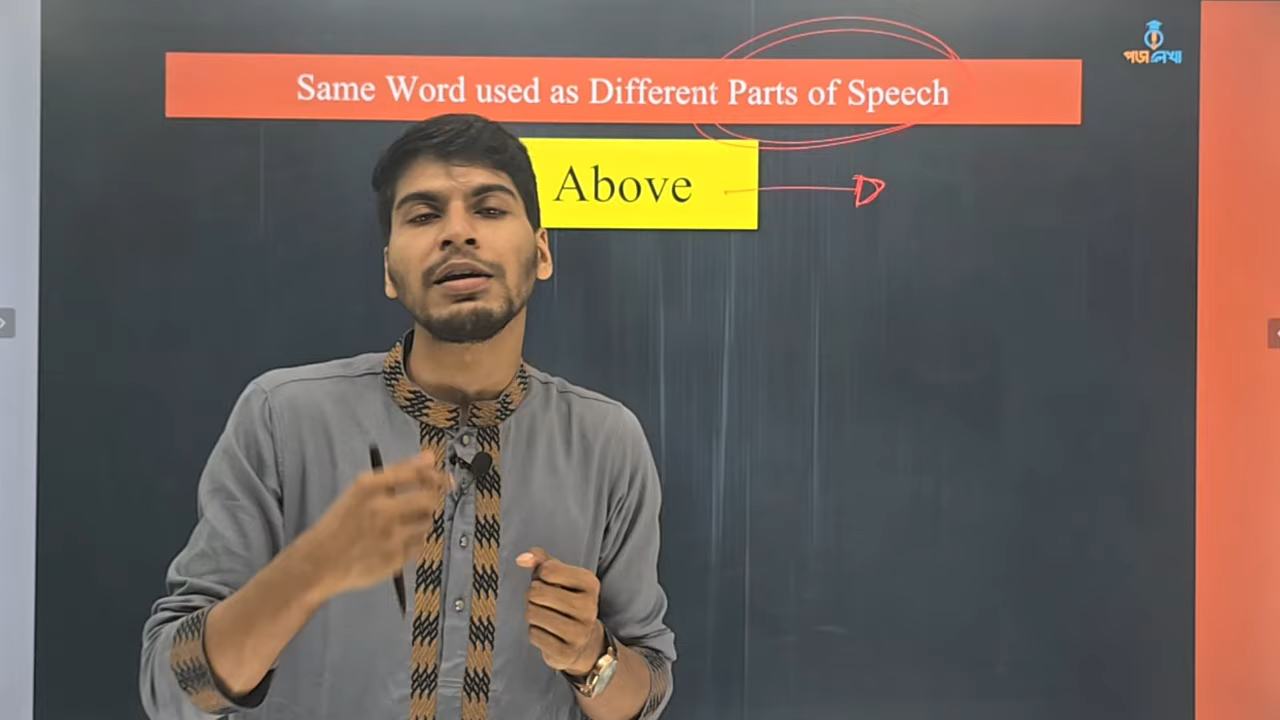 পড়ালেখা
Same Word used as Different Parts of Speech
Above